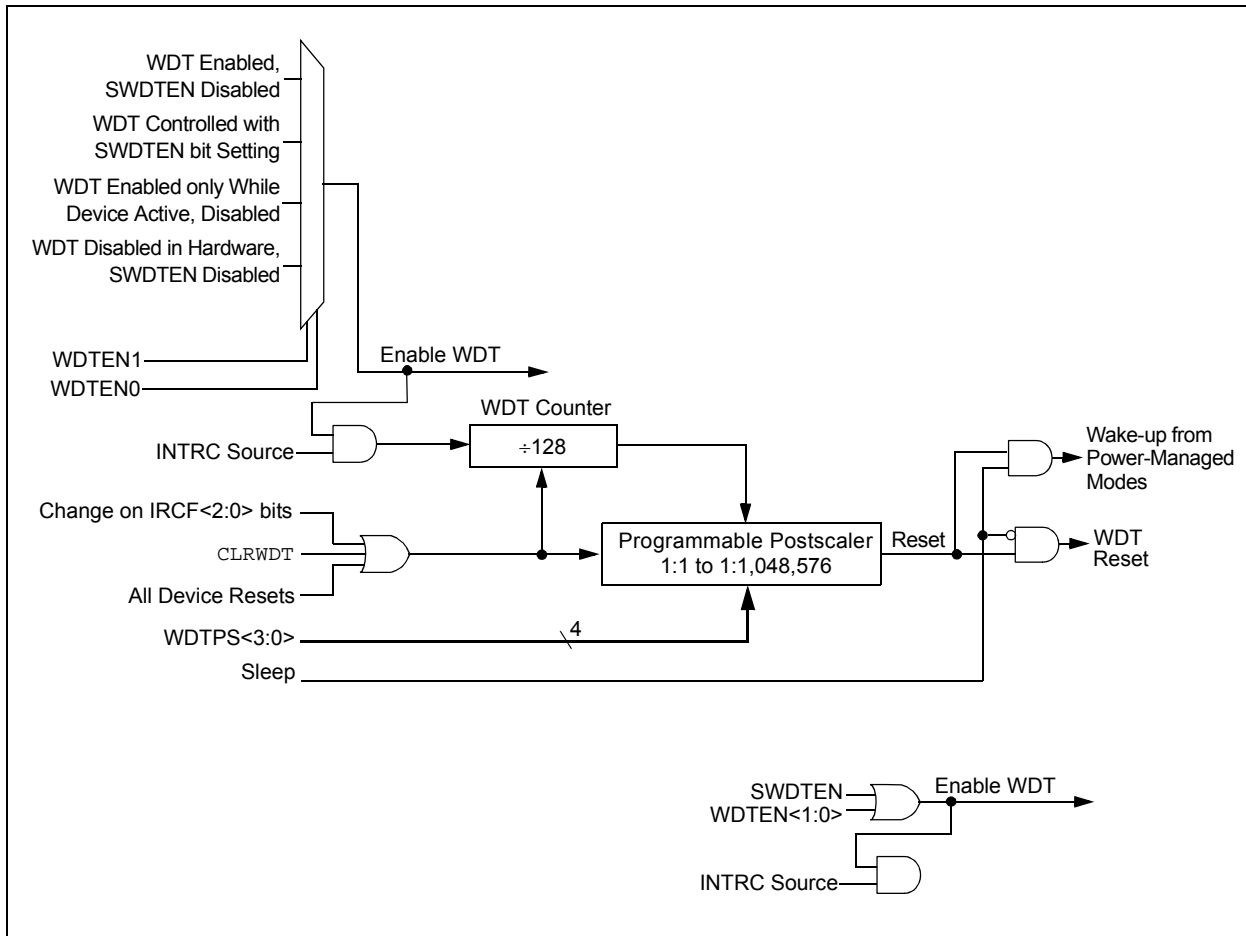 WDT Enabled,
SWDTEN Disabled
WDT Controlled with
SWDTEN bit Setting
WDT Enabled only While
Device Active, Disabled
WDT Disabled in Hardware,
SWDTEN Disabled
WDTEN1
WDTEN0
Enable WDT
WDT Counter
÷128
INTRC Source
Change on IRCF<2:0> bits
CLRWDT
All Device Resets
WDTPS<3:0>
4
Sleep
Programmable Postscaler
1:1 to 1:1,048,576
Reset
Wake-up from
Power-Managed
Modes
WDT
Reset
SWDTEN
WDTEN<1:0>
Enable WDT
INTRC Source